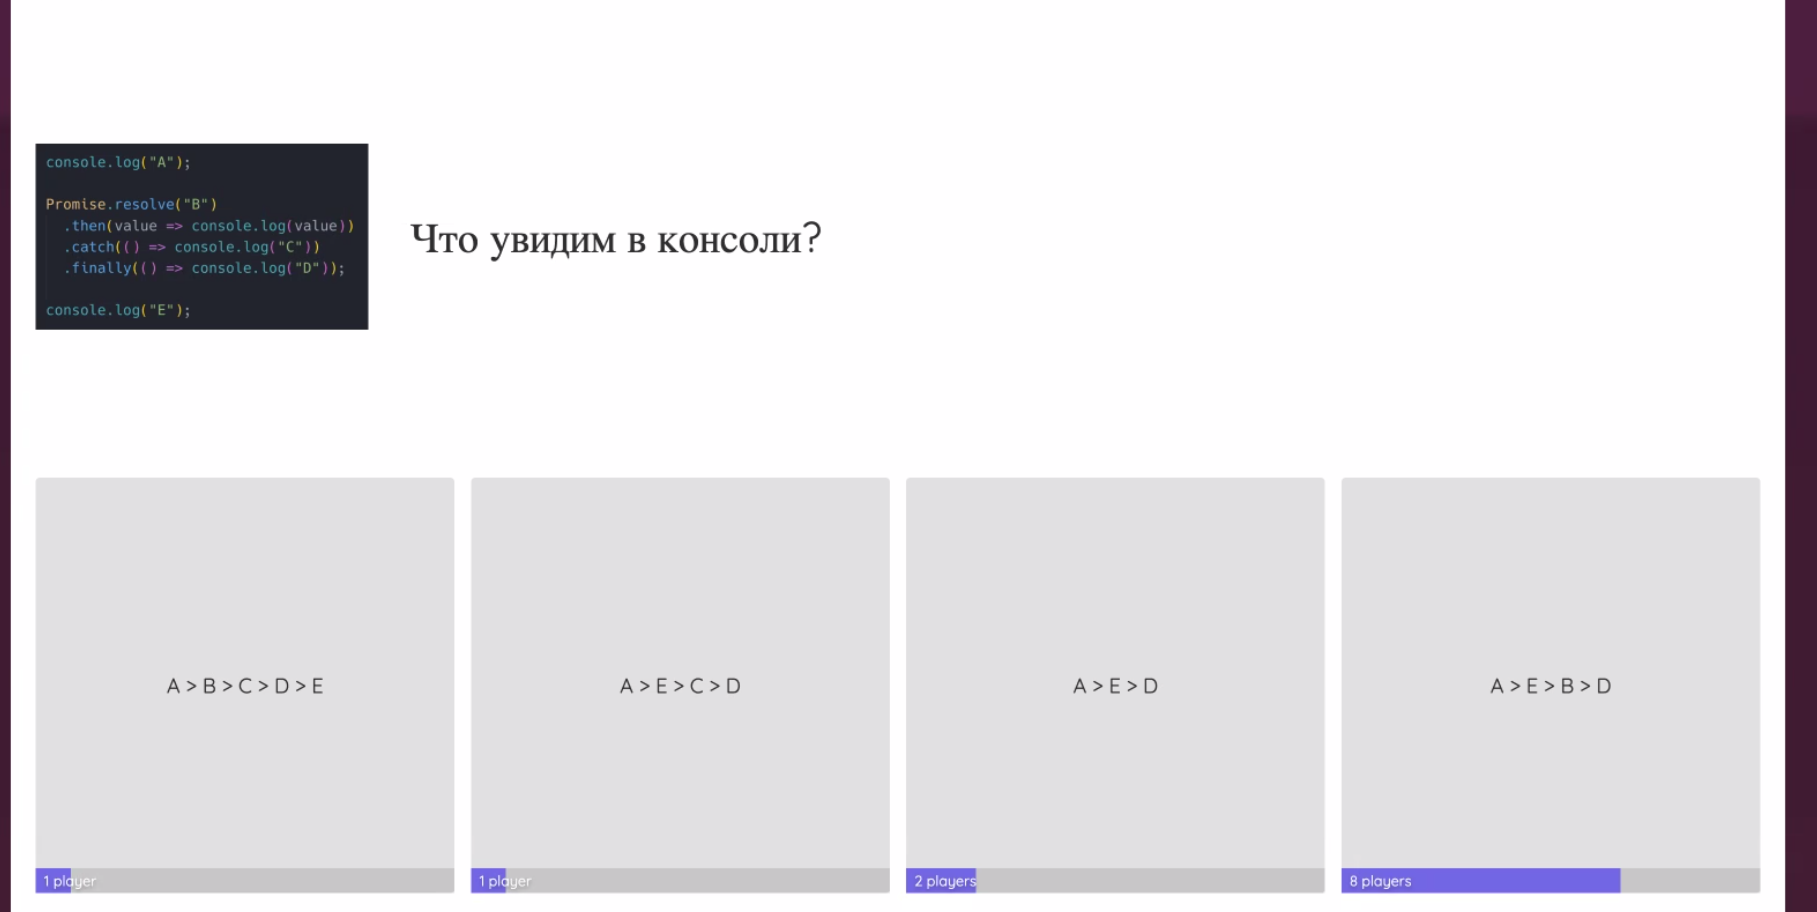 console.log("A");
Promise.resolve("B")
.then(value => console.log(value))
.catch(() => console.log("C"))
.finally(() => console.log("D"));
console.log("E");
Что увидим в консоли?
A > B > C > D > E
A > E > C > D
A > E > D
A > E > B > D
1 player
1 player
2 players
8 players